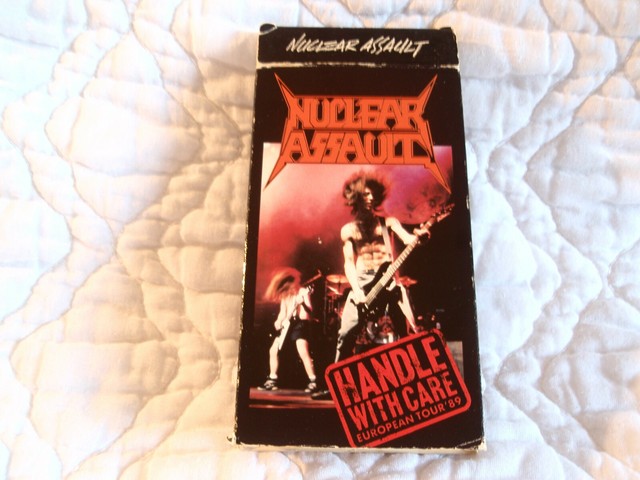 NUCLEAR ASSAULT
NUCLEAR
ASSAULT
HANDLE
WITH CARE
EUROPEAN TOUR '89